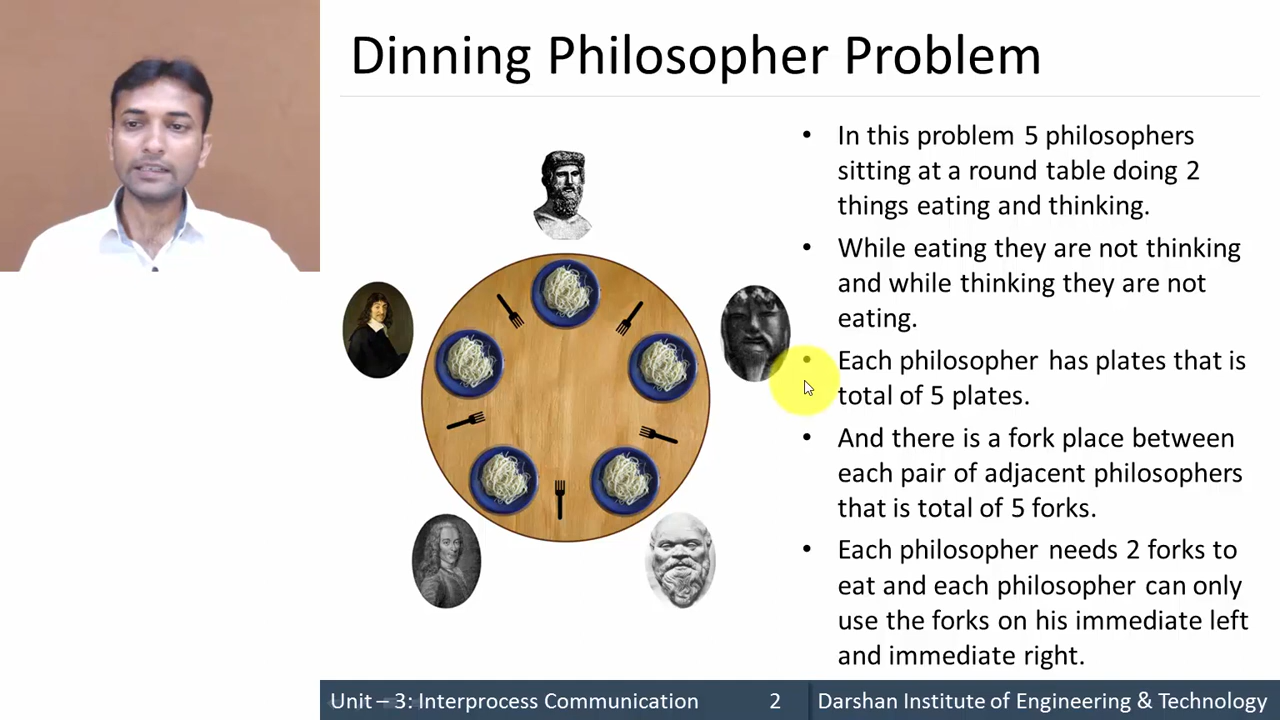 Dinning Philosopher Problem
• In this problem 5 philosophers
sitting at a round table doing 2
things eating and thinking.
• While eating they are not thinking
and while thinking they are not
eating.
• Each philosopher has plates that is
total of 5 plates.
• And there is a fork place between
each pair of adjacent philosophers
that is total of 5 forks.
• Each philosopher needs 2 forks to
eat and each philosopher can only
use the forks on his immediate left
and immediate right.
Unit – 3: Interprocess Communication 2 Darshan Institute of Engineering & Technology